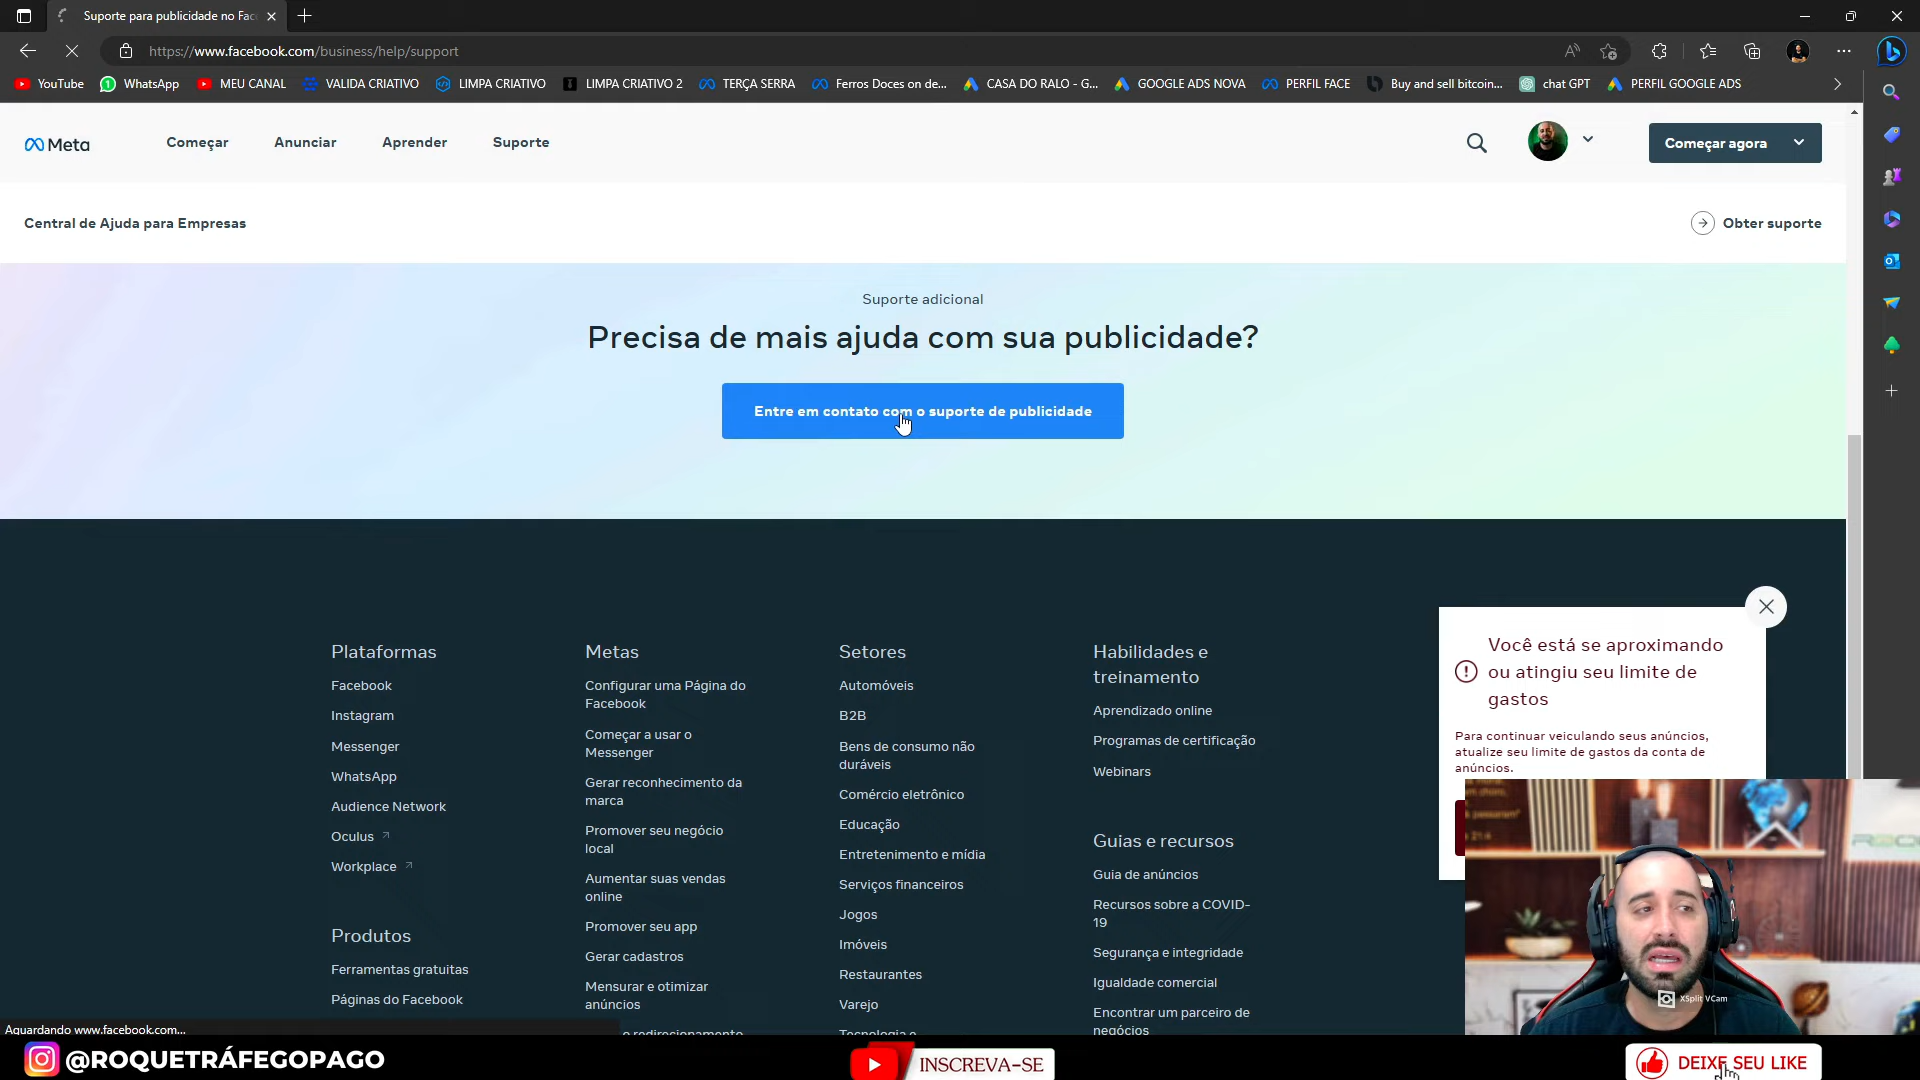 Suporte para publicidade no Fac
https://www.facebook.com/business/help/support
YouTube WhatsApp MEU CANAL VALIDA CRIATIVO LIMPA CRIATIVO LIMPA CRIATIVO 2 TERÇA SERRA Ferros Doces on de... CASA DO RALO - G... GOOGLE ADS NOVA PERFIL FACE Buy and sell bitcoin... chat GPT PERFIL GOOGLE ADS
Meta Começar Anunciar Aprender Suporte Começar agora
Central de Ajuda para Empresas Obter suporte
Suporte adicional
Precisa de mais ajuda com sua publicidade?
Entre em contato com o suporte de publicidade
Plataformas
Facebook
Instagram
Messenger
WhatsApp
Audience Network
Oculus
Workplace
Produtos
Ferramentas gratuitas
Páginas do Facebook
Metas
Configurar uma Página do
Facebook
Começar a usar o
Messenger
Gerar reconhecimento da
marca
Promover seu negócio
local
Aumentar suas vendas
online
Promover seu app
Gerar cadastros
Mensurar e otimizar
anúncios
o redirecionamento
Setores
Automóveis
B2B
Bens de consumo não
duráveis
Comércio eletrônico
Educação
Entretenimento e mídia
Serviços financeiros
Jogos
Imóveis
Restaurantes
Varejo
Tecnologia e
Habilidades e
treinamento
Aprendizado online
Programas de certificação
Webinars
Guias e recursos
Guia de anúncios
Recursos sobre a COVID-
19
Segurança e integridade
Igualdade comercial
Encontrar um parceiro de
negócios
Você está se aproximando
ou atingiu seu limite de
gastos
Para continuar veiculando seus anúncios,
atualize seu limite de gastos da conta de
anúncios.
XSplit VCam
Aguardando www.facebook.com...
@ROQUETRÁFEGOPAGO INSCREVA-SE DEIXE SEU LIKE